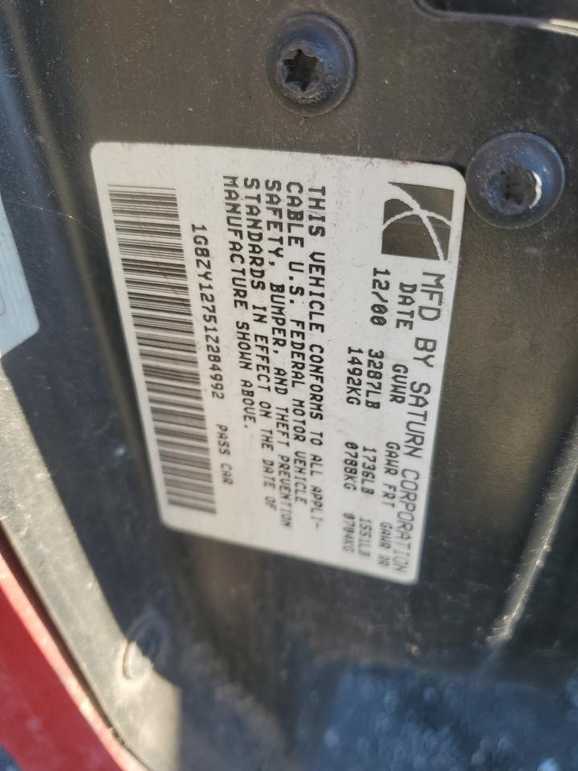 MFD BY SATURN CORPORATION
DATE GVWR GAWR FRT GAWR RR
12/00 3287LB 1736LB 1551LB
1492KG 0788KG 0704KG
THIS VEHICLE CONFORMS TO ALL APPLI-
CABLE U.S. FEDERAL MOTOR VEHICLE
SAFETY, BUMPER, AND THEFT PREVENTION
STANDARDS IN EFFECT ON THE DATE OF
MANUFACTURE SHOWN ABOVE.
1G8ZY12751Z284992 PASS CAR